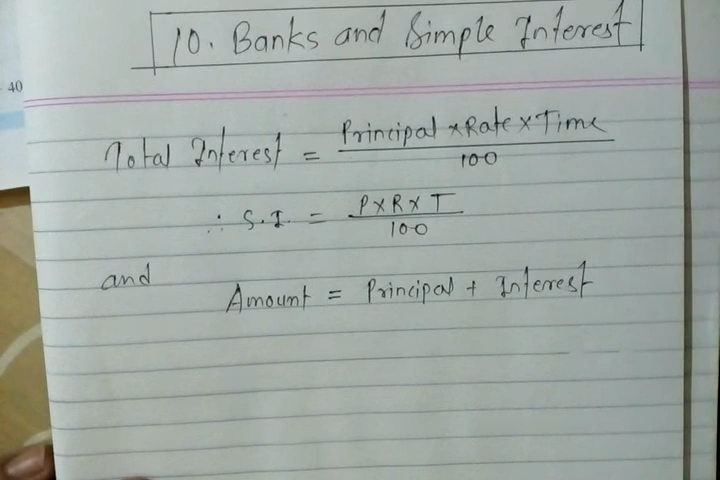 40
10. Banks and Simple Interest
Total Interest = Principal × Rate × Time
100
∴ S.I. = P × R × T
100
and
Amount = Principal + Interest